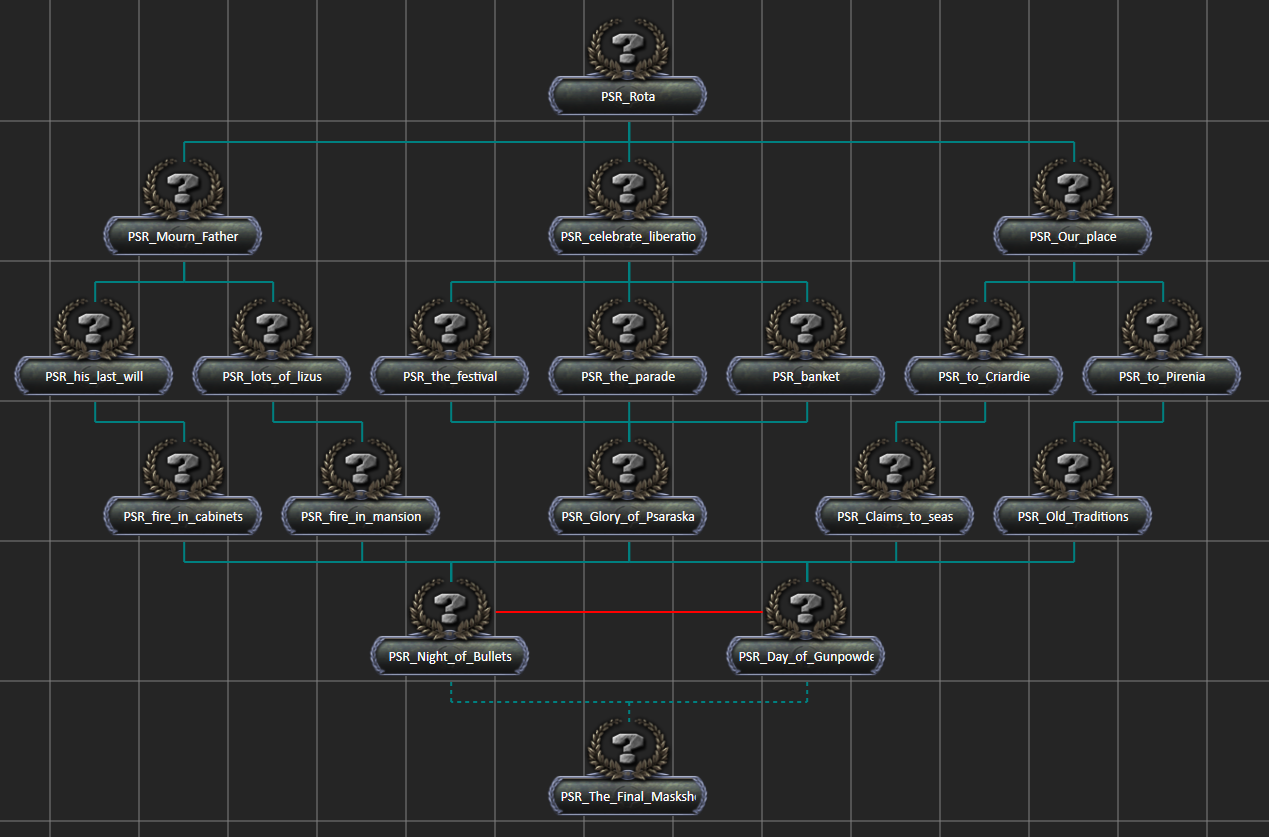 PSR_Rota
PSR_Mourn_Father
PSR_celebrate_liberatio
PSR_Our_place
PSR_his_last_will
PSR_lots_of_lizus
PSR_the_festival
PSR_the_parade
PSR_banket
PSR_to_Criardie
PSR_to_Pirenia
PSR_fire_in_cabinets
PSR_fire_in_mansion
PSR_Glory_of_Psaraska
PSR_Claims_to_seas
PSR_Old_Traditions
PSR_Night_of_Bullets
PSR_Day_of_Gunpowde
PSR_The_Final_Masksh